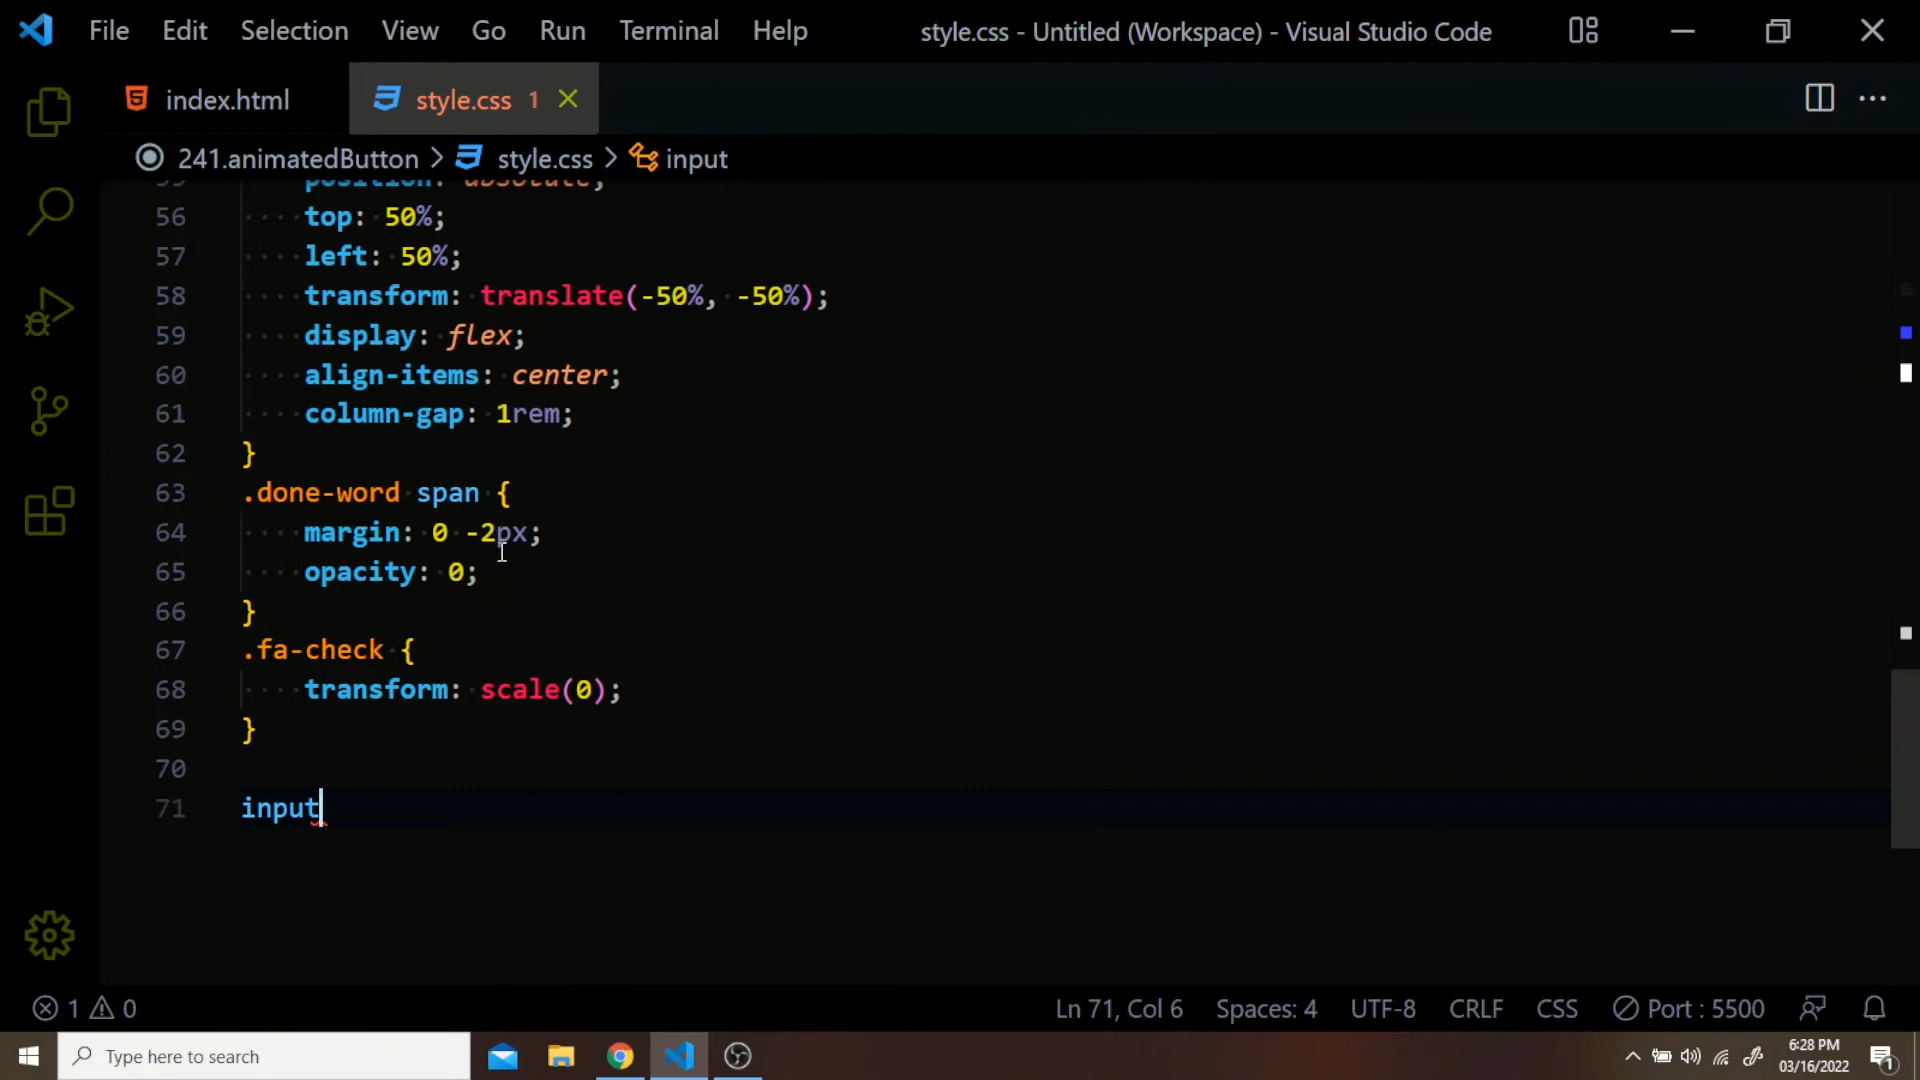 File Edit Selection View Go Run Terminal Help style.css - Untitled (Workspace) - Visual Studio Code
index.html style.css 1
241.animatedButton > style.css > input
55 position: absolute;
56 top: 50%;
57 left: 50%;
58 transform: translate(-50%, -50%);
59 display: flex;
60 align-items: center;
61 column-gap: 1rem;
62 }
63 .done-word span {
64 margin: 0 -2px;
65 opacity: 0;
66 }
67 .fa-check {
68 transform: scale(0);
69 }
70
71 input
1 0 Ln 71, Col 6 Spaces: 4 UTF-8 CRLF CSS Port : 5500
Type here to search 6:28 PM
03/16/2022 1